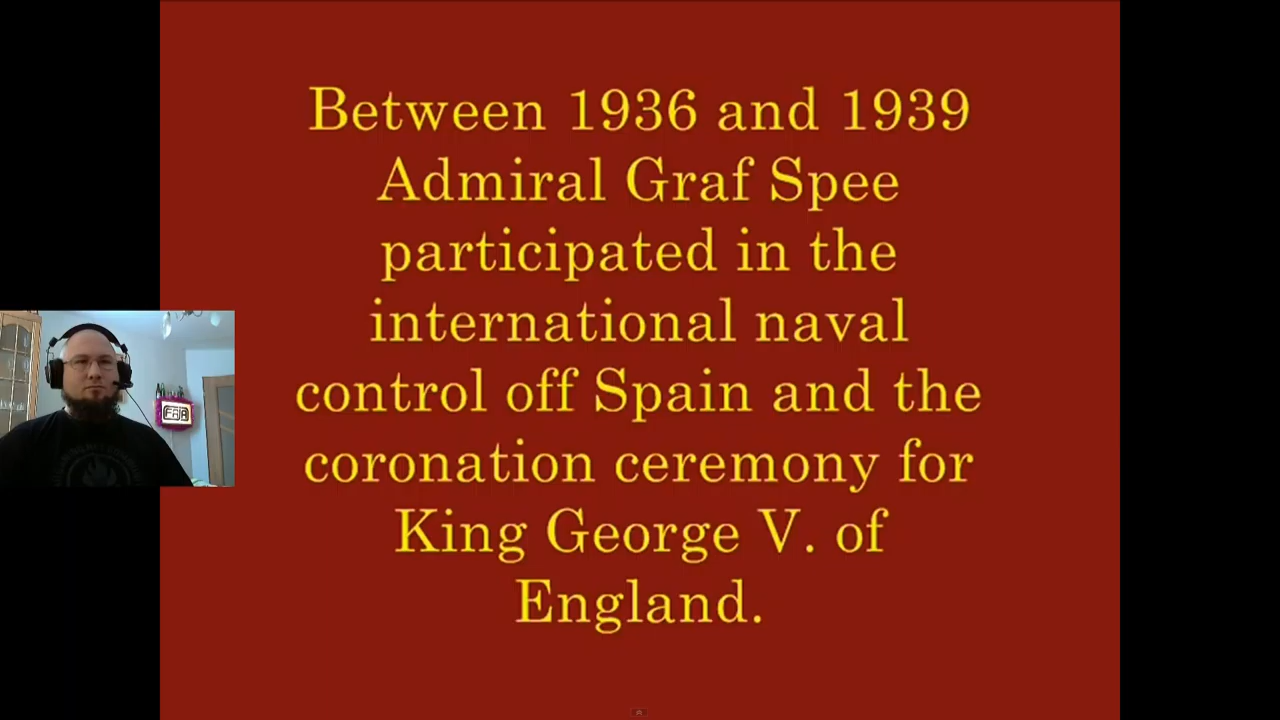 Between 1936 and 1939
Admiral Graf Spee
participated in the
international naval
control off Spain and the
coronation ceremony for
King George V. of
England.